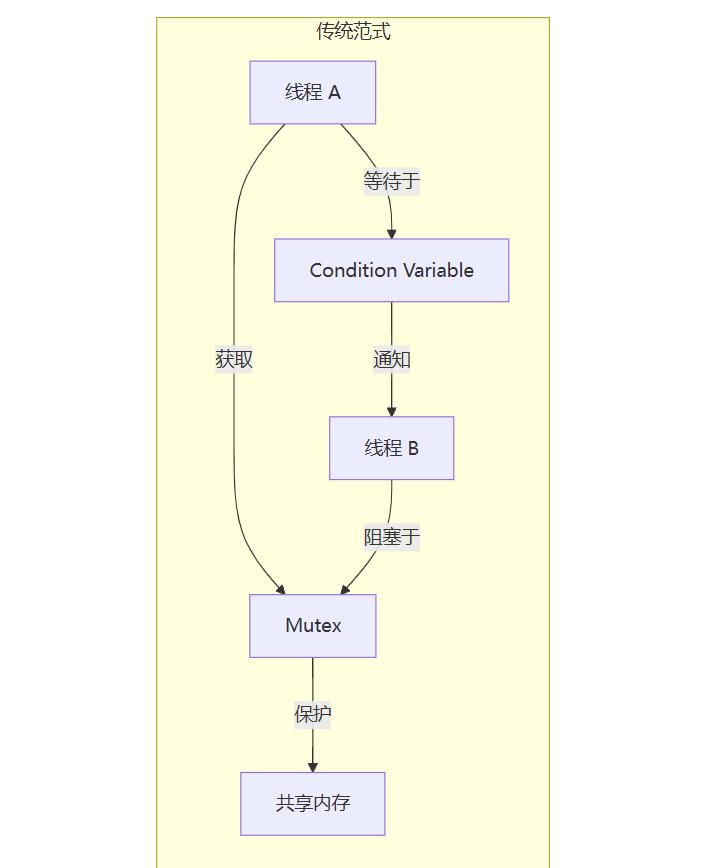 传统范式
线程 A
等待于
Condition Variable
获取
通知
线程 B
阻塞于
Mutex
保护
共享内存